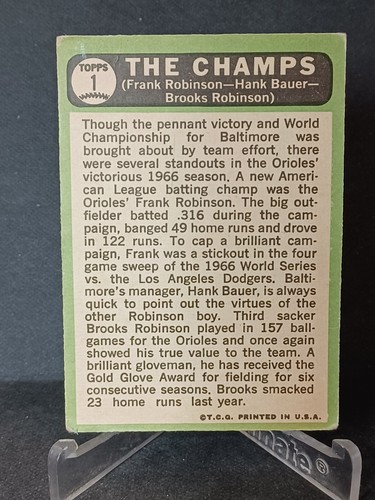 TOPPS
1
THE CHAMPS
(Frank Robinson—Hank Bauer—
Brooks Robinson)
Though the pennant victory and World
Championship for Baltimore was
brought about by team effort, there
were several standouts in the Orioles'
victorious 1966 season. A new Ameri-
can League batting champ was the
Orioles' Frank Robinson. The big out-
fielder batted .316 during the cam-
paign, banged 49 home runs and drove
in 122 runs. To cap a brilliant cam-
paign, Frank was a stickout in the four
game sweep of the 1966 World Series
vs. the Los Angeles Dodgers. Balti-
more's manager, Hank Bauer, is always
quick to point out the virtues of the
other Robinson boy. Third sacker
Brooks Robinson played in 157 ball-
games for the Orioles and once again
showed his true value to the team. A
brilliant gloveman, he has received the
Gold Glove Award for fielding for six
consecutive seasons. Brooks smacked
23 home runs last year.
©T.C.G. PRINTED IN U.S.A.